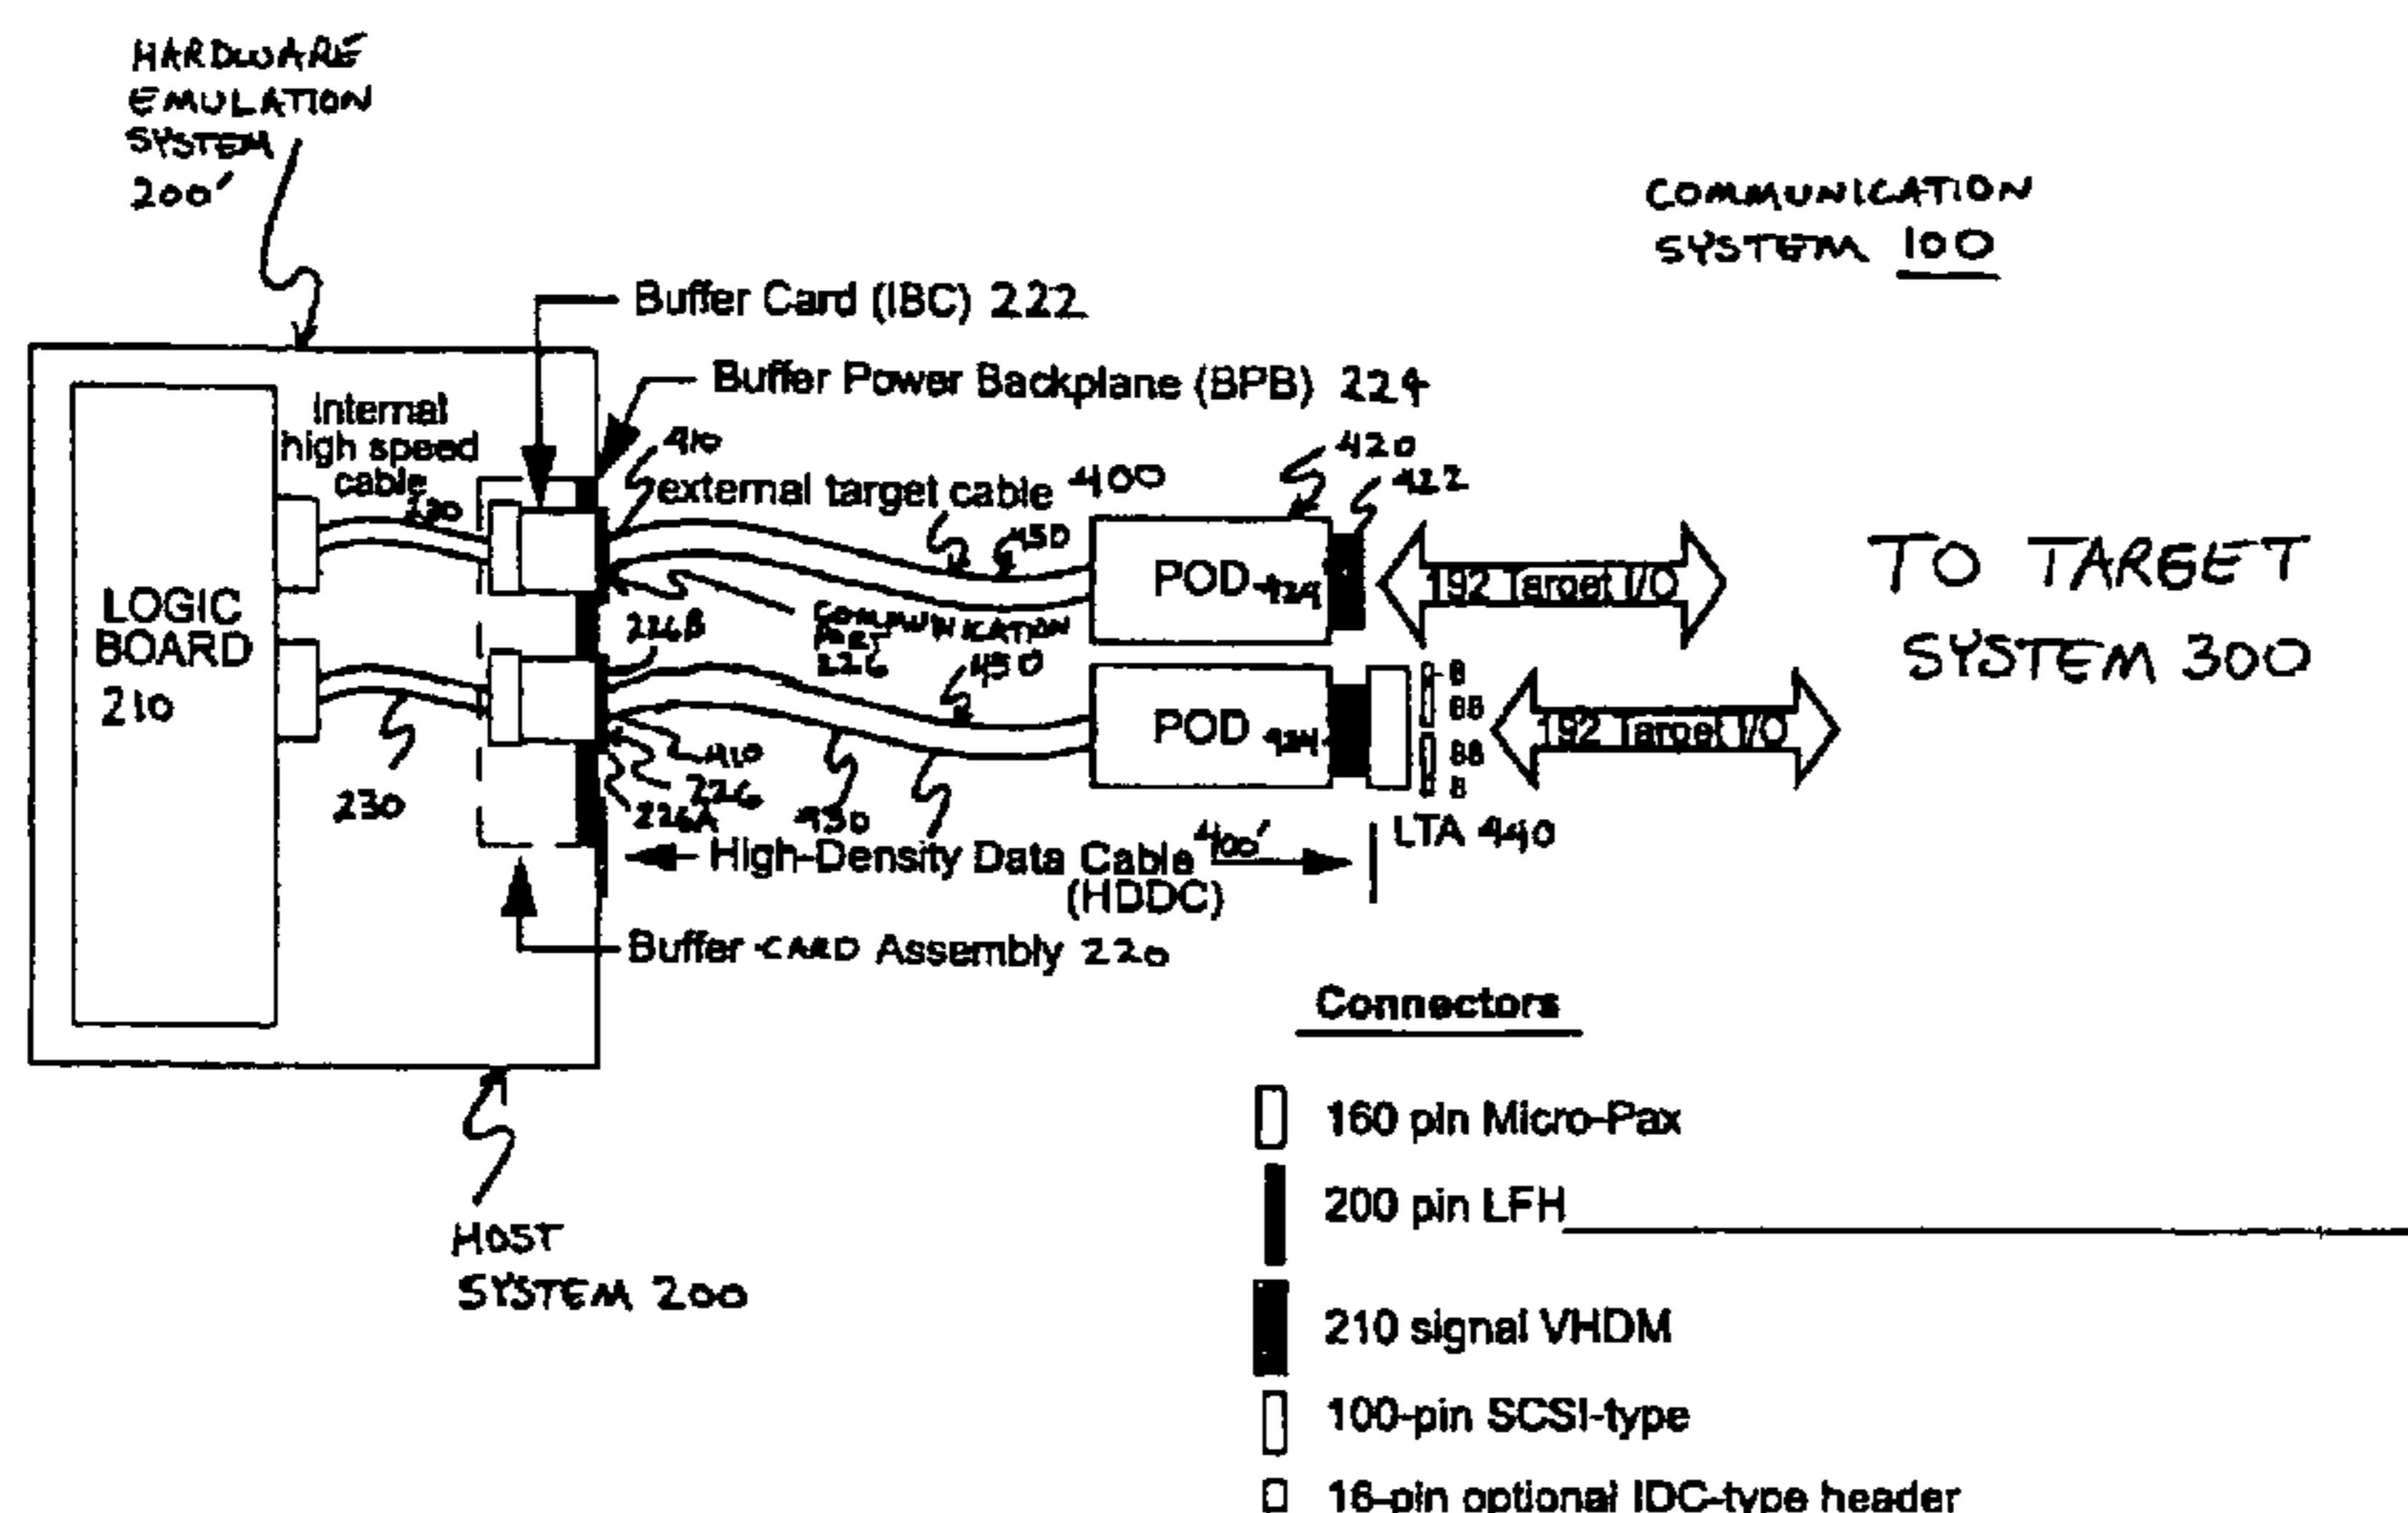 HARDWARE
EMULATION
SYSTEM
200'
COMMUNICATION
SYSTEM 100
Buffer Card (IBC) 222
Buffer Power Backplane (BPB) 224
Internal
high speed
cable
230
410
external target cable 400
420
422
450
LOGIC
BOARD
210
POD 424
192 Target I/O
TO TARGET
SYSTEM 300
226B
COMMUNICATION
PORT
226
450
POD 424
8
88
88
8
192 Target I/O
230
410
226
226A
430
LTA 440
High-Density Data Cable 400'
(HDDC)
Buffer CARD Assembly 220
HOST
SYSTEM 200
Connectors
160 pin Micro-Pax
200 pin LFH
210 signal VHDM
100-pin SCSI-type
16-pin optional IDC-type header